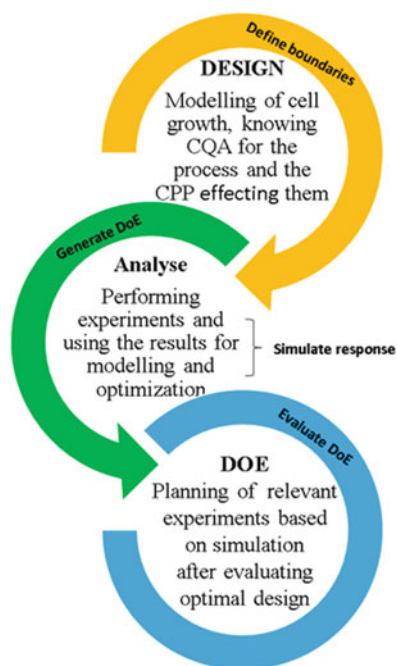 Define boundaries
DESIGN
Modelling of cell
growth, knowing
CQA for the
process and the
CPP effecting them
Generate DoE
Analyse
Performing
experiments and
using the results for
modelling and
optimization
Simulate response
Evaluate DoE
DOE
Planning of relevant
experiments based
on simulation
after evaluating
optimal design